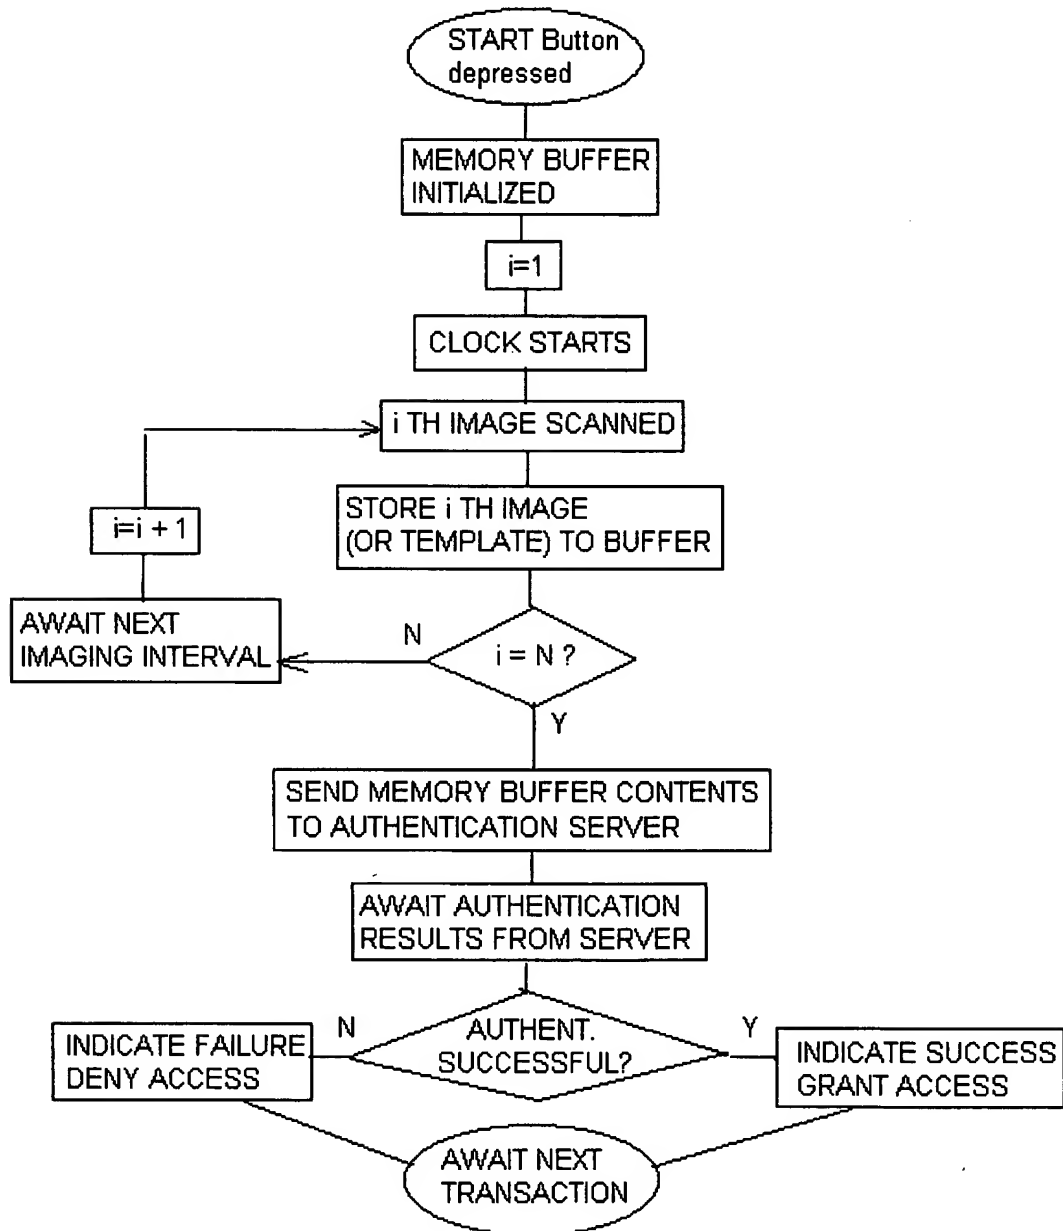 START Button
depressed
MEMORY BUFFER
INITIALIZED
i=1
CLOCK STARTS
i TH IMAGE SCANNED
STORE i TH IMAGE
(OR TEMPLATE) TO BUFFER
i=i + 1
AWAIT NEXT
IMAGING INTERVAL
N
i = N ?
Y
SEND MEMORY BUFFER CONTENTS
TO AUTHENTICATION SERVER
AWAIT AUTHENTICATION
RESULTS FROM SERVER
N
AUTHENT.
SUCCESSFUL?
Y
INDICATE FAILURE
DENY ACCESS
INDICATE SUCCESS
GRANT ACCESS
AWAIT NEXT
TRANSACTION